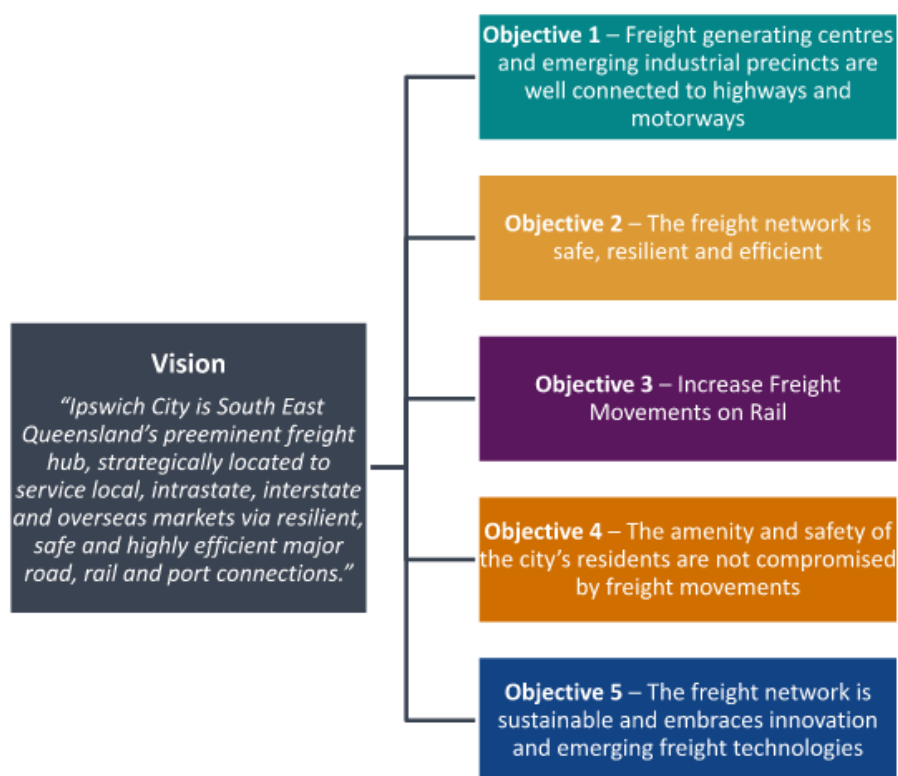 Vision
“Ipswich City is South East
Queensland’s preeminent freight
hub, strategically located to
service local, intrastate, interstate
and overseas markets via resilient,
safe and highly efficient major
road, rail and port connections.”
Objective 1 – Freight generating centres
and emerging industrial precincts are
well connected to highways and
motorways
Objective 2 – The freight network is
safe, resilient and efficient
Objective 3 – Increase Freight
Movements on Rail
Objective 4 – The amenity and safety of
the city’s residents are not compromised
by freight movements
Objective 5 – The freight network is
sustainable and embraces innovation
and emerging freight technologies